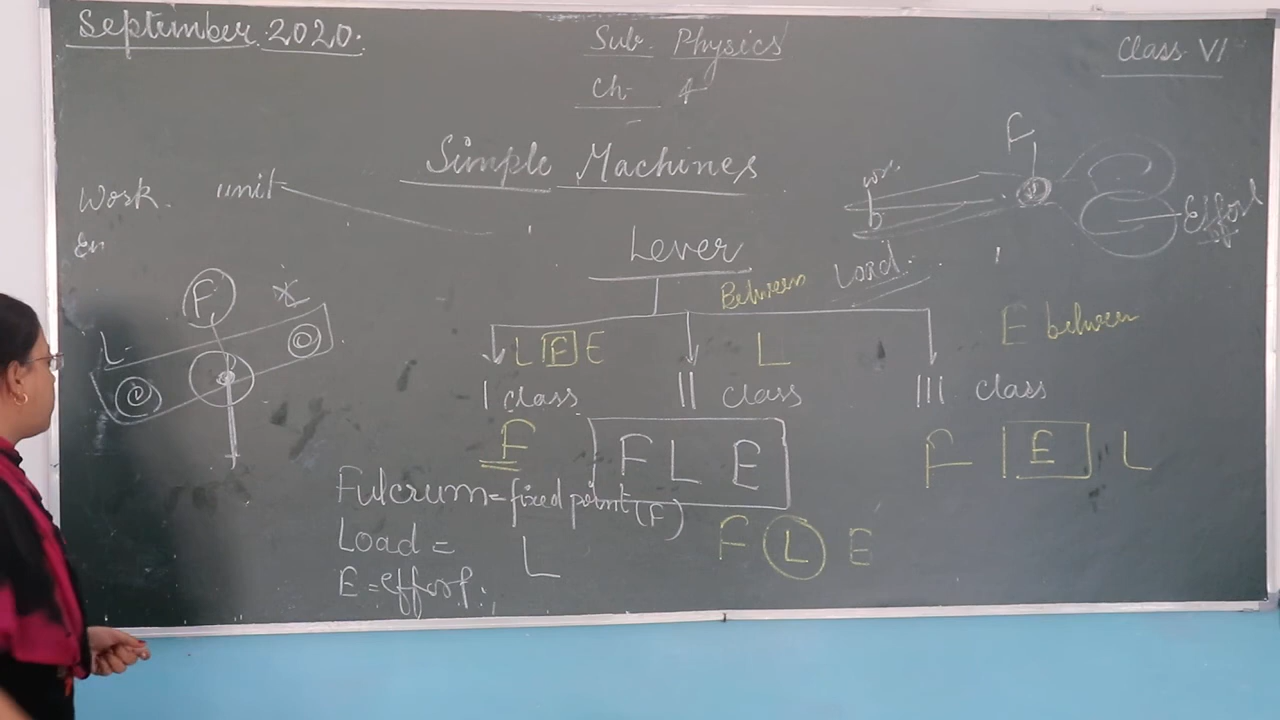 September 2020.
Sub. Physics
Class VI
Ch- 4
Simple Machines
Work. unit
En
F
Effort
Load.
Lever
Between
E between
F
L
L F E
L
I class
II class
III class
F
F L E
F E L
Fulcrum = fixed point (F)
Load = L
F L E
E = effort.